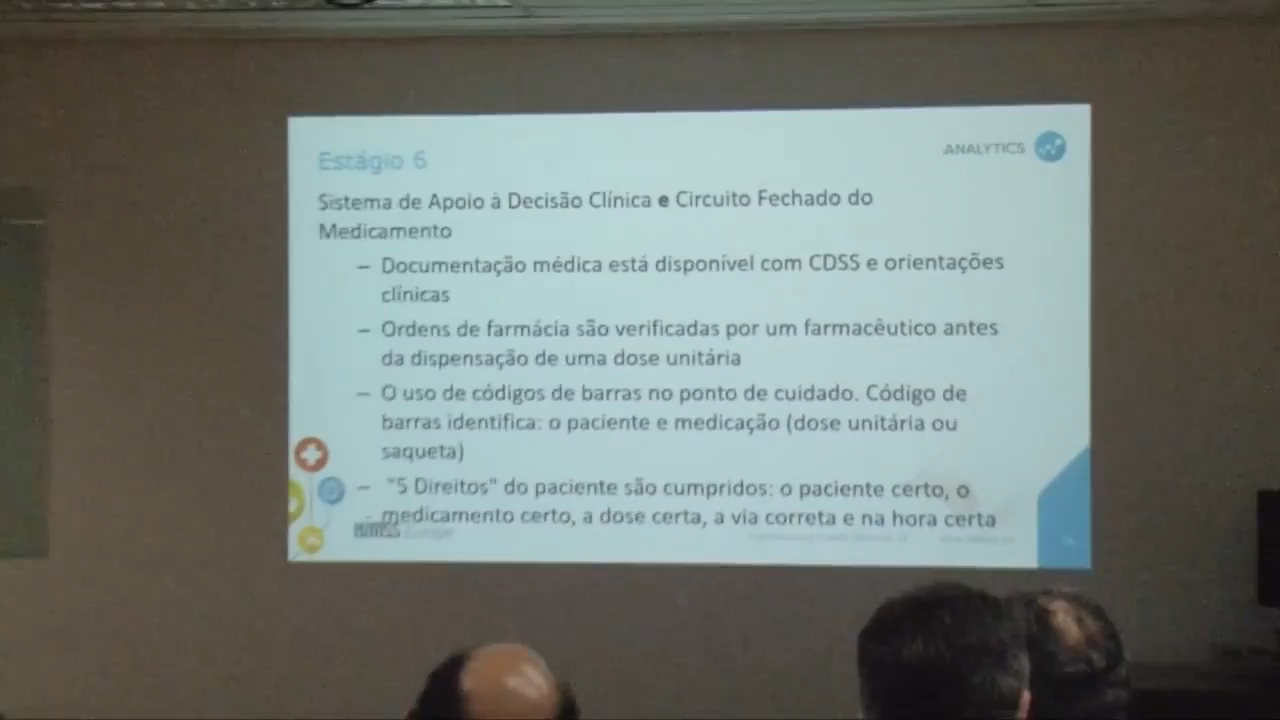 ANALYTICS
Estágio 6
Sistema de Apoio à Decisão Clínica e Circuito Fechado do
Medicamento
– Documentação médica está disponível com CDSS e orientações
clínicas
– Ordens de farmácia são verificadas por um farmacêutico antes
da dispensação de uma dose unitária
– O uso de códigos de barras no ponto de cuidado. Código de
barras identifica: o paciente e medicação (dose unitária ou
saqueta)
– "5 Direitos" do paciente são cumpridos: o paciente certo, o
medicamento certo, a dose certa, a via correta e na hora certa
Europe